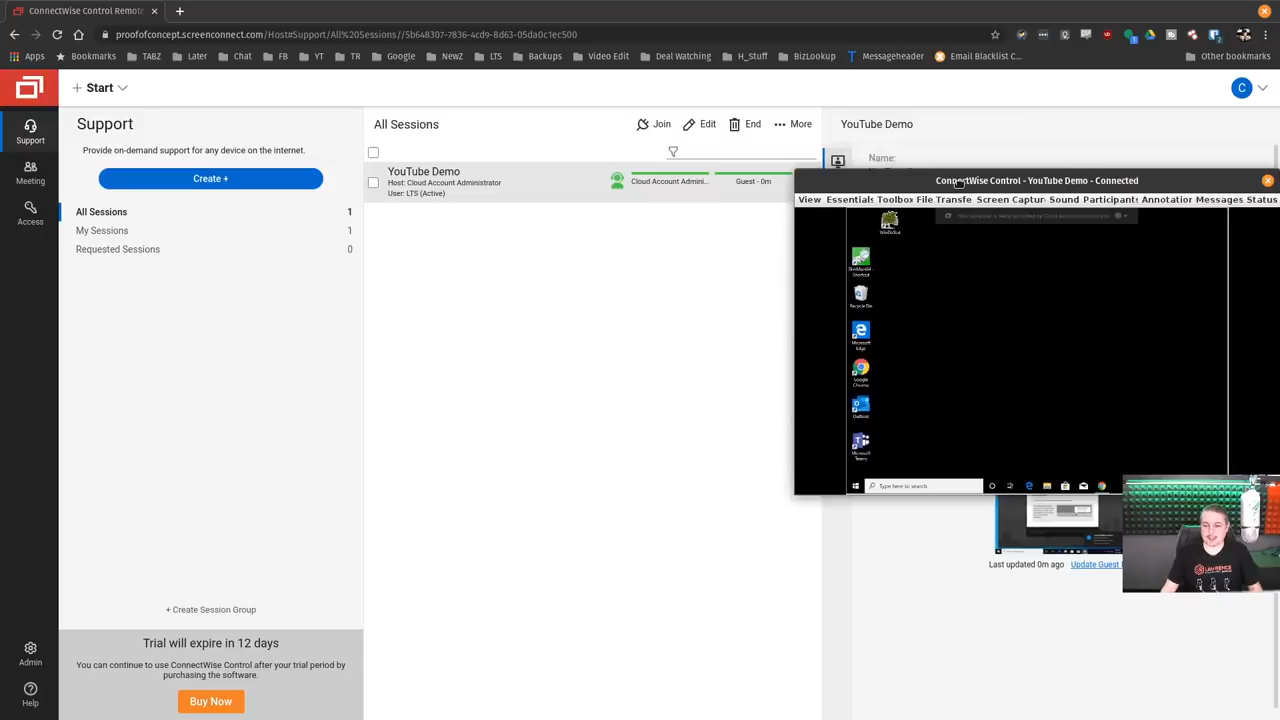 ConnectWise Control Remote
proofofconcept.screenconnect.com/Host#Support/All%20Sessions//5b648307-7836-4cd9-8d63-05da0c1ec500
Apps Bookmarks TABZ Later Chat FB YT TR Google NewZ LTS Backups Video Edit Deal Watching H_Stuff BizLookup Messageheader Email Blacklist C... Other bookmarks
+ Start
C
Support
Meeting
Access
Admin
Help
Support
Provide on-demand support for any device on the internet.
Create +
All Sessions 1
My Sessions 1
Requested Sessions 0
+ Create Session Group
Trial will expire in 12 days
You can continue to use ConnectWise Control after your trial period by
purchasing the software.
Buy Now
All Sessions
Join Edit End More
YouTube Demo
Host: Cloud Account Administrator
User: LTS (Active)
Cloud Account Admini... Guest - 0m
YouTube Demo
Name:
ConnectWise Control - YouTube Demo - Connected
View Essentials Toolbox File Transfe Screen Captur Sound Participants Annotation Messages Status
Recycle Bin
Microsoft
Edge
Google
Chrome
Outlook
Microsoft
Teams
Type here to search
Last updated 0m ago Update Guest
LAWRENCE